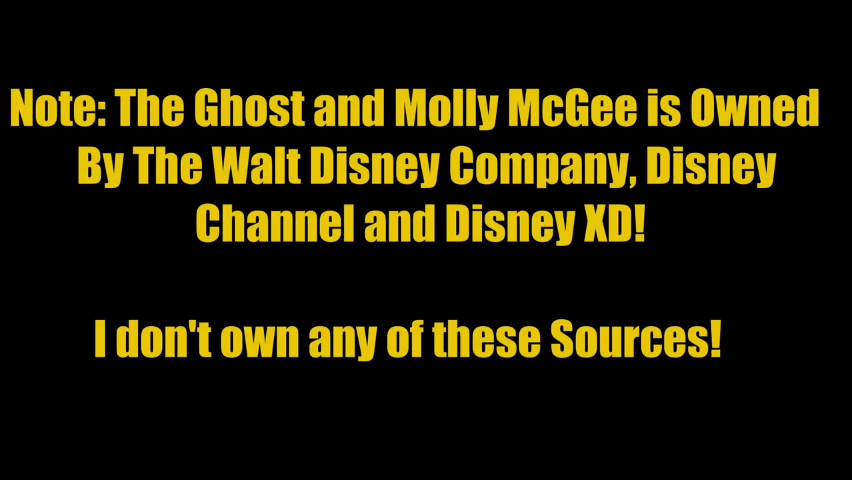 Note: The Ghost and Molly McGee is Owned
By The Walt Disney Company, Disney
Channel and Disney XD!
I don't own any of these Sources!